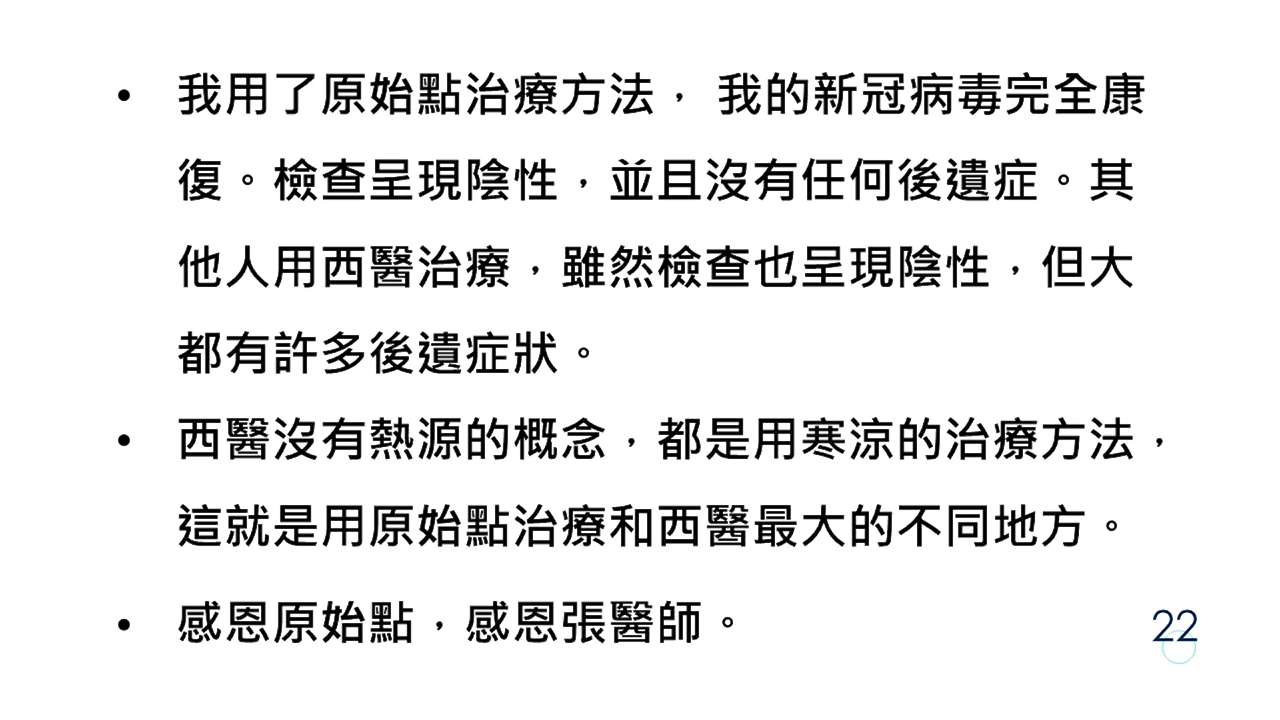 • 我用了原始點治療方法， 我的新冠病毒完全康
復。檢查呈現陰性，並且沒有任何後遺症。其
他人用西醫治療，雖然檢查也呈現陰性，但大
都有許多後遺症狀。
• 西醫沒有熱源的概念，都是用寒涼的治療方法，
這就是用原始點治療和西醫最大的不同地方。
• 感恩原始點，感恩張醫師。
22